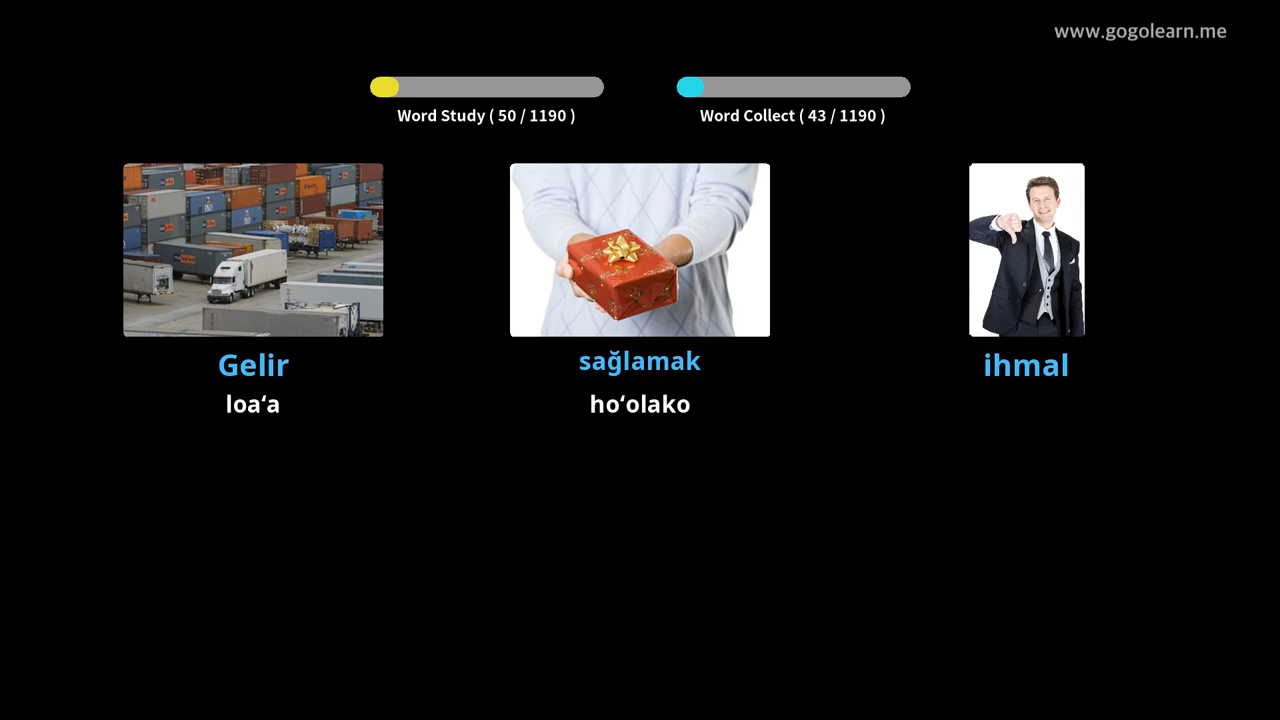 www.gogolearn.me
Word Study ( 50 / 1190 )
Word Collect ( 43 / 1190 )
Gelir
sağlamak
ihmal
loaʻa
hoʻolako